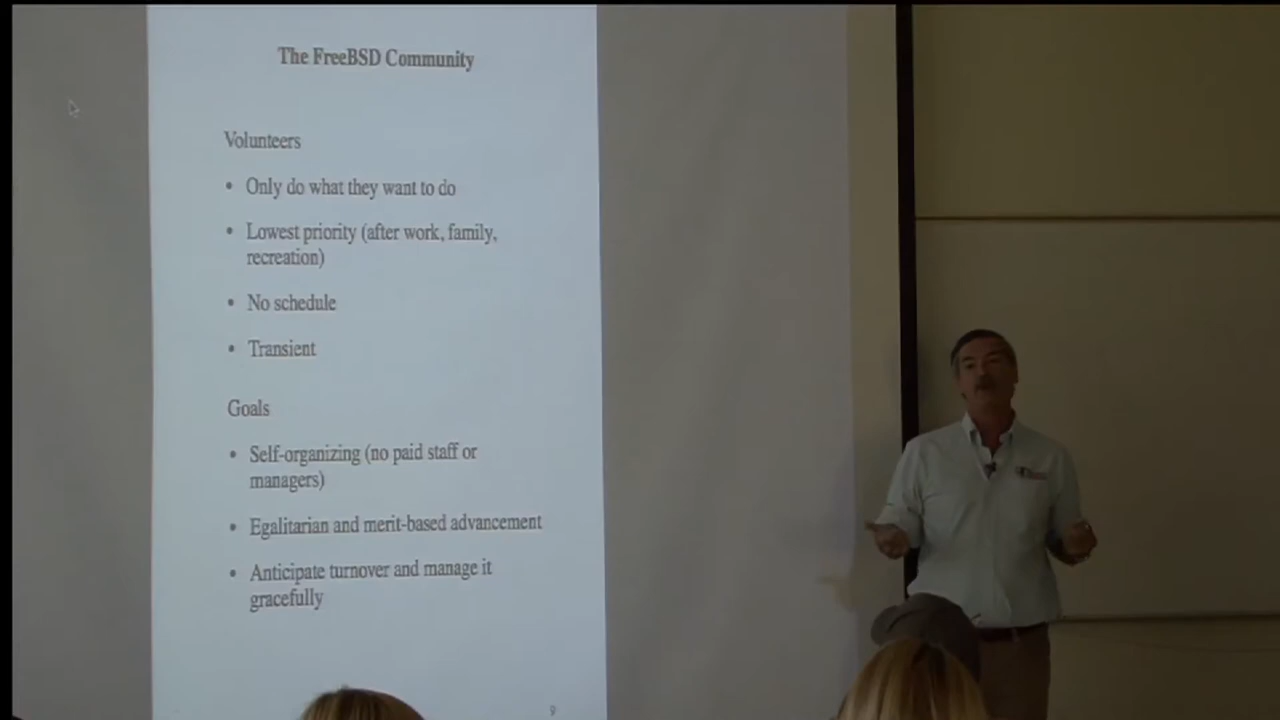 The FreeBSD Community
Volunteers
• Only do what they want to do
• Lowest priority (after work, family,
recreation)
• No schedule
• Transient
Goals
• Self-organizing (no paid staff or
managers)
• Egalitarian and merit-based advancement
• Anticipate turnover and manage it
gracefully
9